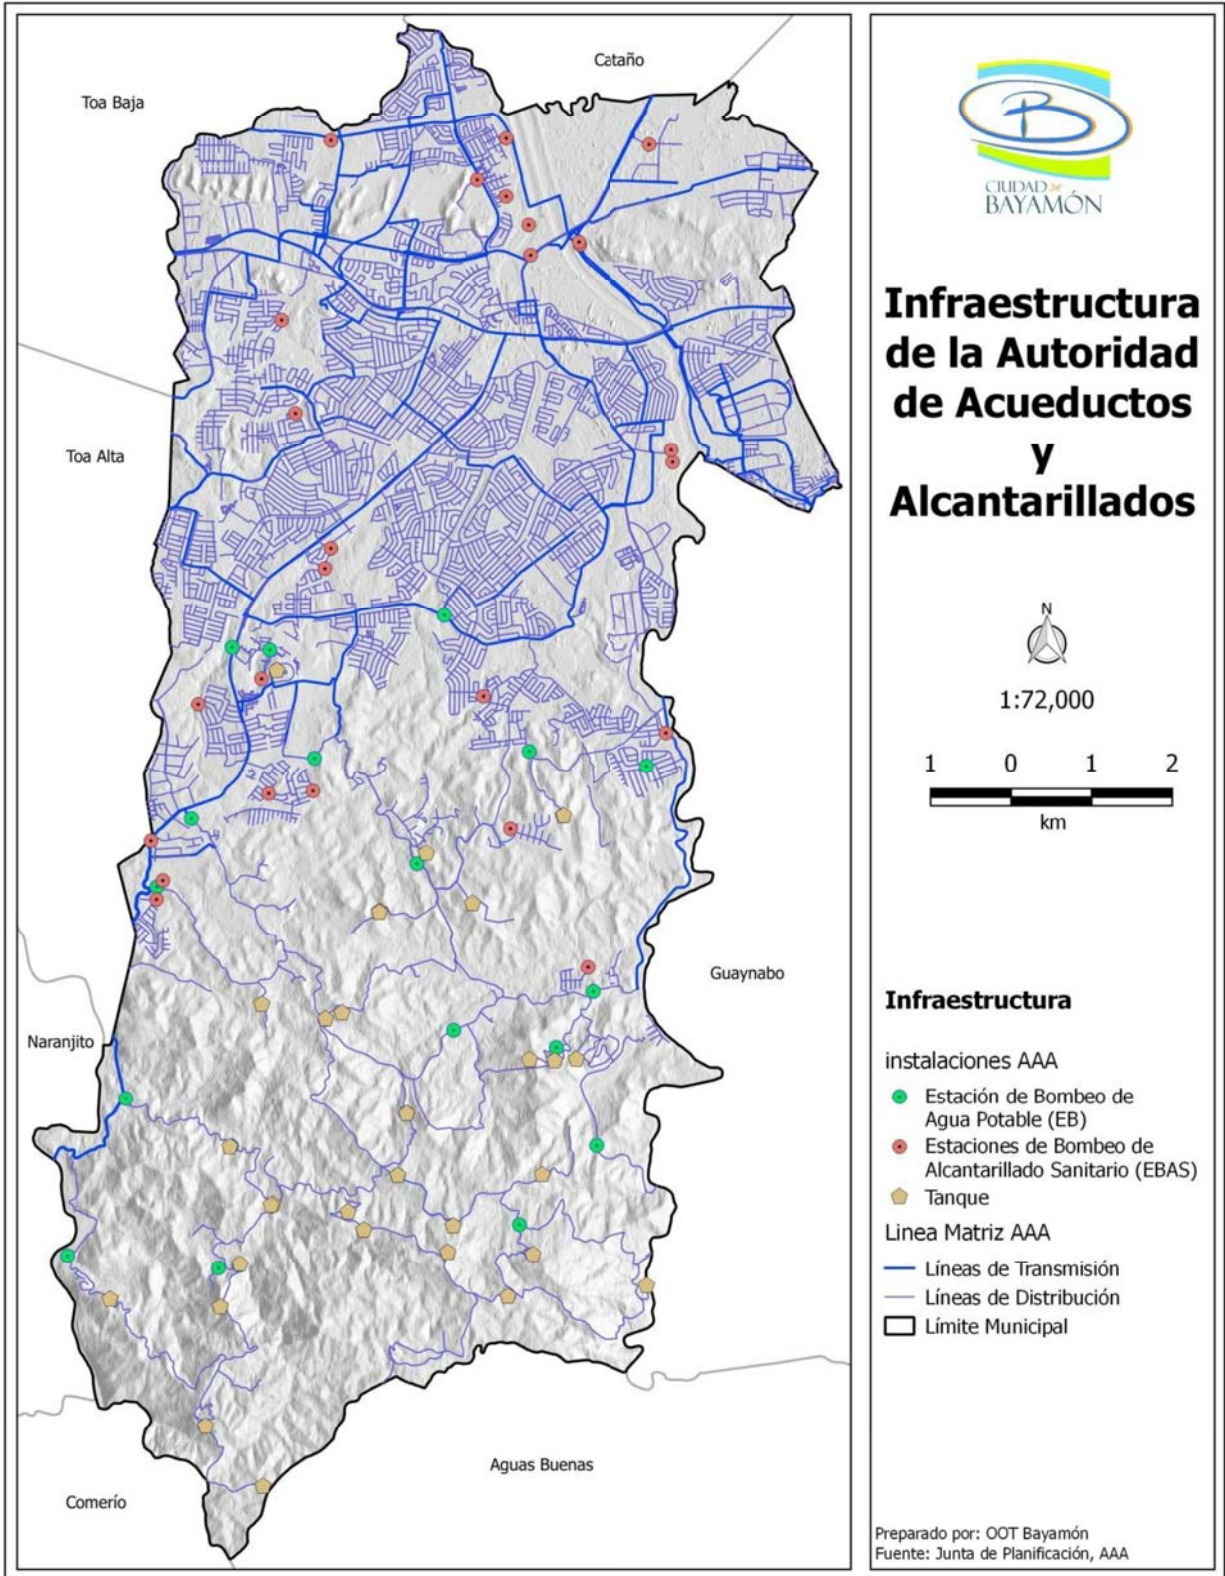 Cataño
Toa Baja
Toa Alta
Guaynabo
Naranjito
Aguas Buenas
Comerío
B
CIUDAD DE
BAYAMÓN
Infraestructura
de la Autoridad
de Acueductos
y
Alcantarillados
N
1:72,000
1 0 1 2
km
Infraestructura
instalaciones AAA
Estación de Bombeo de
Agua Potable (EB)
Estaciones de Bombeo de
Alcantarillado Sanitario (EBAS)
Tanque
Linea Matriz AAA
Líneas de Transmisión
Líneas de Distribución
Límite Municipal
Preparado por: OOT Bayamón
Fuente: Junta de Planificación, AAA